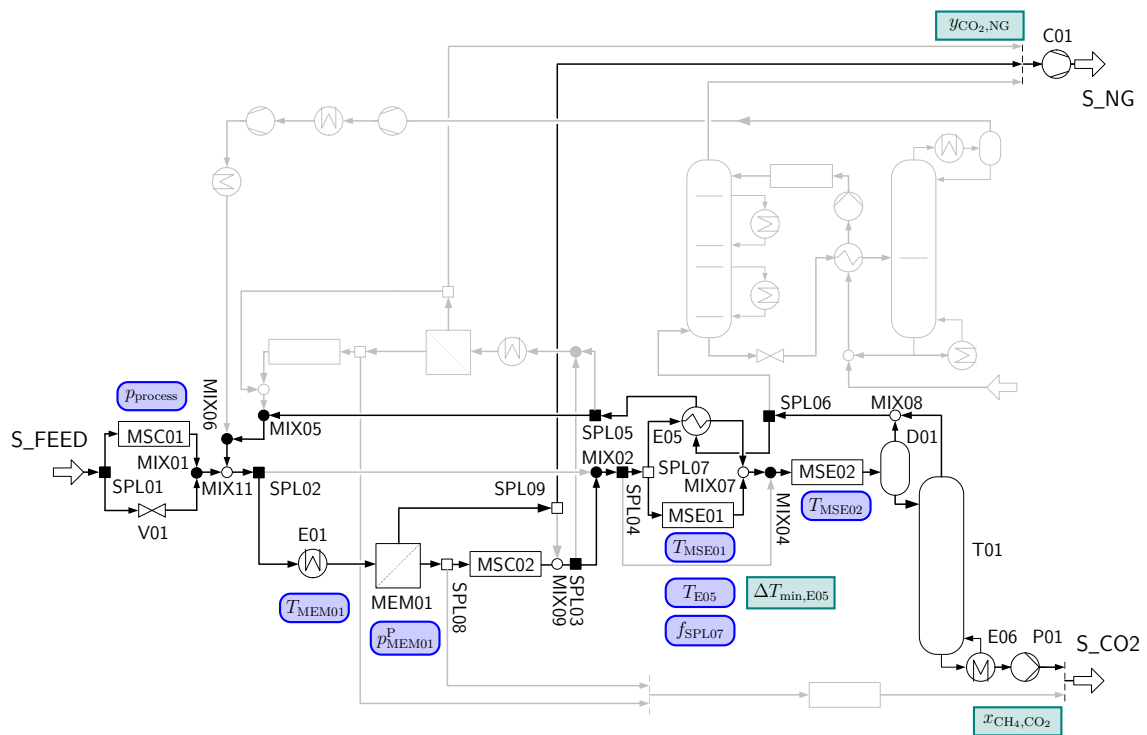 y_CO₂,NG
C01
S_NG
p_process
MIX06
S_FEED
MSC01
MIX05
SPL05
E05
SPL06
MIX08
D01
MIX01
MIX02
SPL07
SPL01
MIX11
SPL02
SPL09
MIX07
MSE02
V01
SPL04
MSE01
MIX04
T_MSE02
E01
T_MSE01
T01
MSC02
MEM01
SPL08
MIX09
SPL03
T_MEM01
T_E05
ΔT_min,E05
p^P_MEM01
f_SPL07
E06
P01
S_CO2
x_CH₄,CO₂